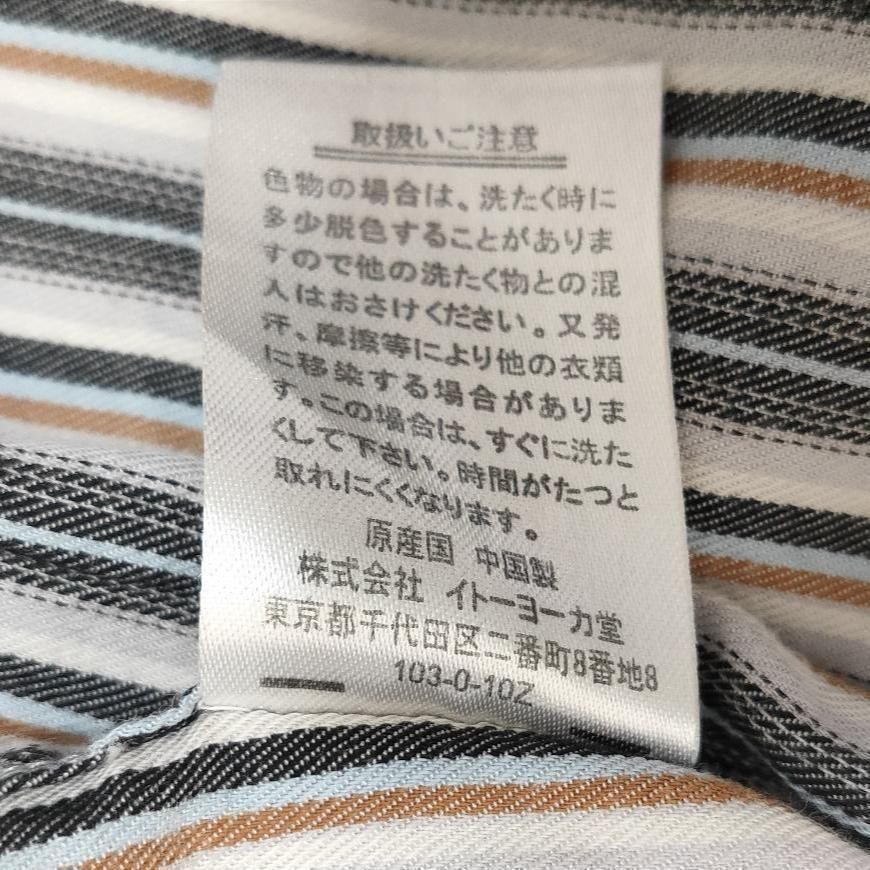 取扱いご注意
色物の場合は、洗たく時に
多少脱色することがありま
すので他の洗たく物との混
入はおさけください。又発
汗、摩擦等により他の衣類
に移染する場合がありま
す。この場合は、すぐに洗た
くして下さい。時間がたつと
取れにくくなります。
原産国 中国製
株式会社 イトーヨーカ堂
東京都千代田区二番町8番地8
103-0-10Z